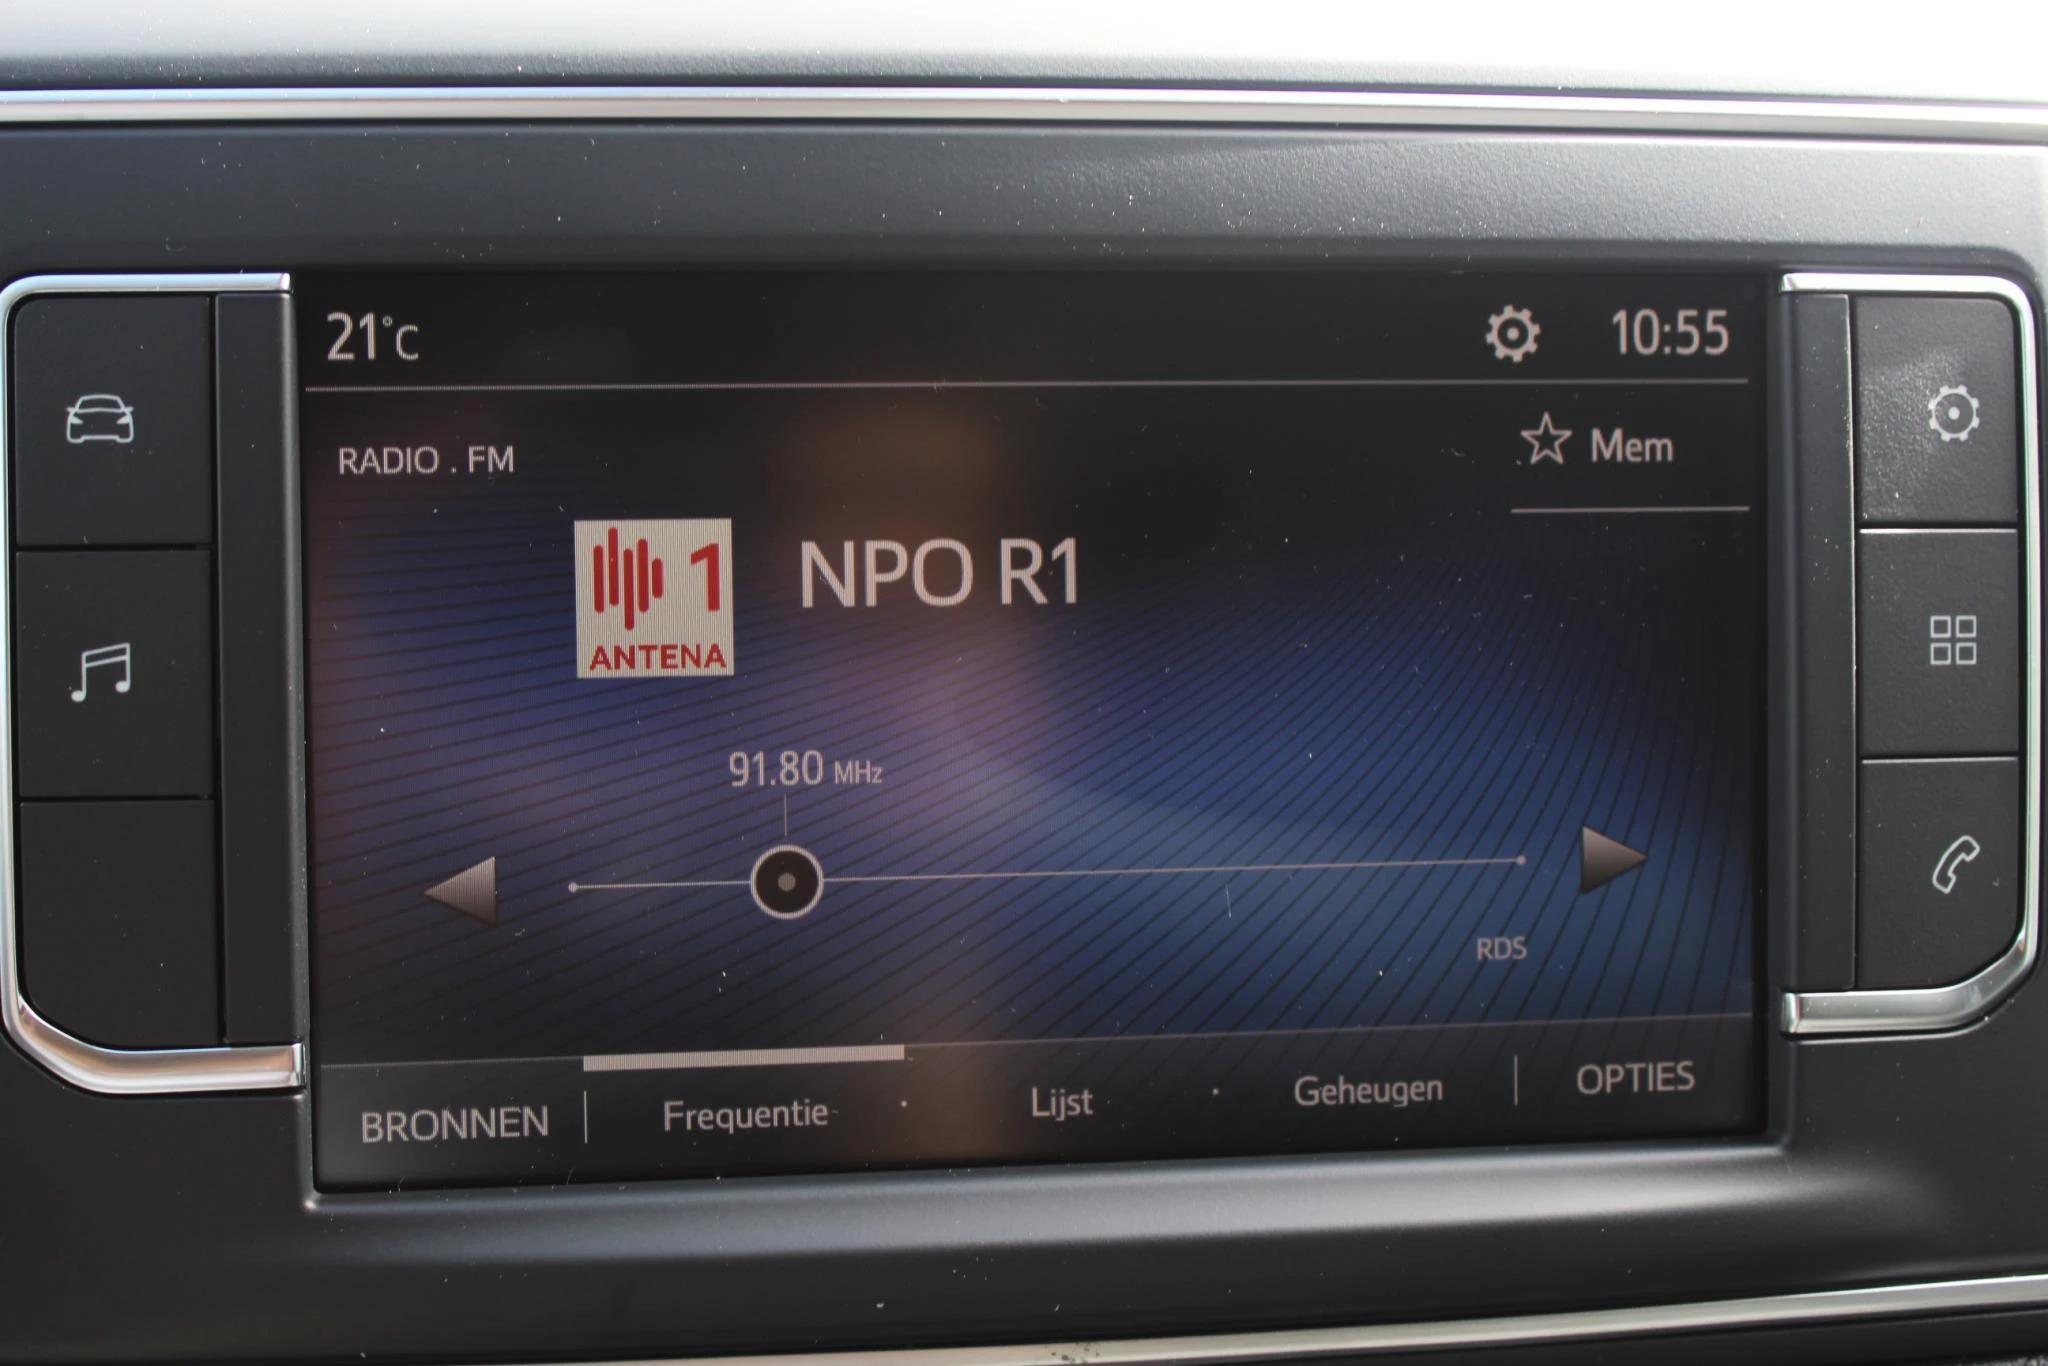 21°C 10:55
RADIO . FM
Mem
1
ANTENA
NPO R1
91.80 MHz
RDS
BRONNEN Frequentie Lijst Geheugen OPTIES